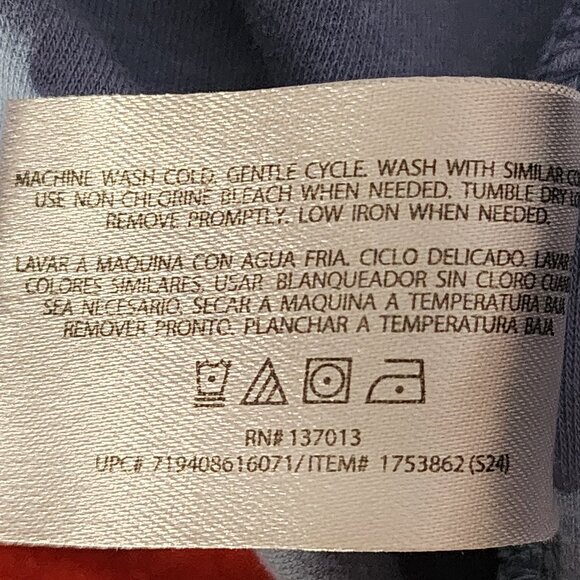 MACHINE WASH COLD. GENTLE CYCLE. WASH WITH SIMILAR
USE NON CHLORINE BLEACH WHEN NEEDED. TUMBLE DRY
REMOVE PROMPTLY. LOW IRON WHEN NEEDED.
LAVAR A MAQUINA CON AGUA FRIA. CICLO DELICADO.
COLORES SIMILARES. USAR BLANQUEADOR SIN CLORO
SEA NECESARIO. SECAR A MAQUINA A TEMPERATURA BAJA
REMOVER PRONTO. PLANCHAR A TEMPERATURA BAJA
RN# 137013
UPC# 719408616071/ITEM# 1753862 (S24)